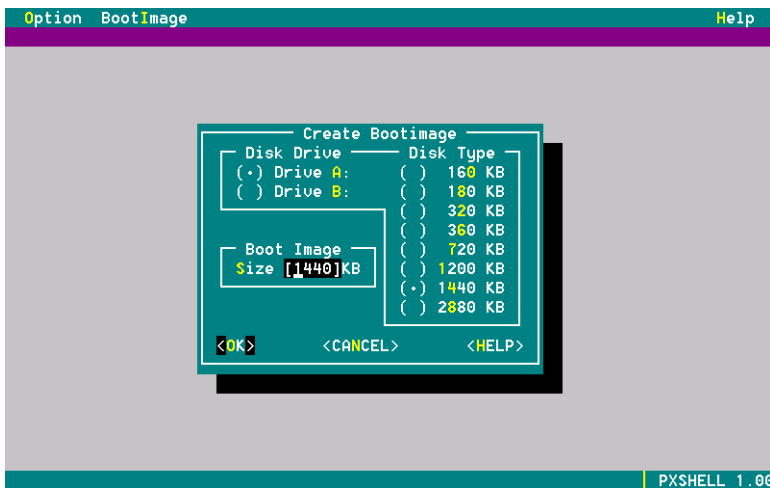 Option BootImage Help
Create Bootimage
Disk Drive Disk Type
(·) Drive A: ( ) 160 KB
( ) Drive B: ( ) 180 KB
( ) 320 KB
( ) 360 KB
Boot Image ( ) 720 KB
Size [1440]KB ( ) 1200 KB
(·) 1440 KB
( ) 2880 KB
<OK> <CANCEL> <HELP>
PXSHELL 1.00